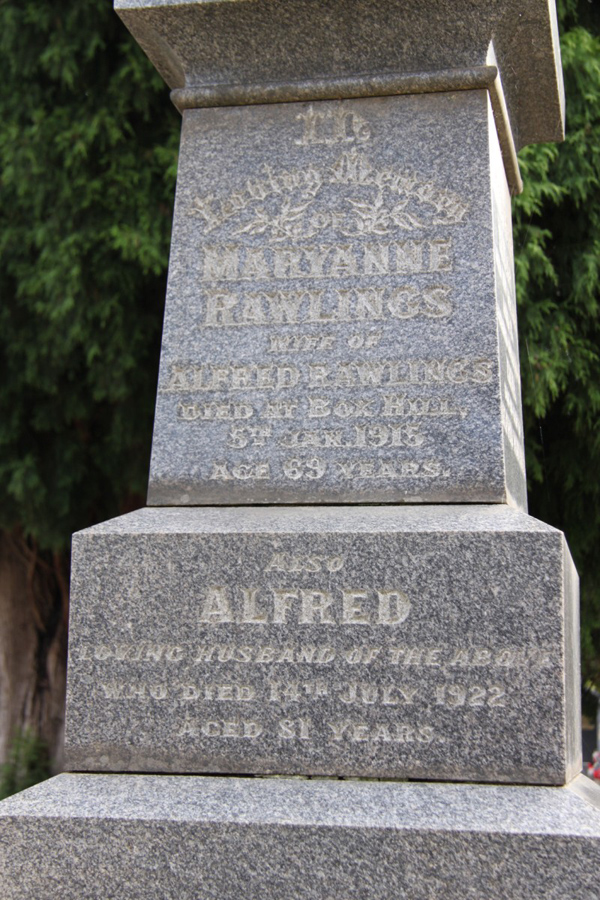 In
Loving Memory
OF
MARYANNE
RAWLINGS
WIFE OF
ALFRED RAWLINGS
DIED AT BOX HILL,
5TH JAN. 1915
AGE 69 YEARS.
ALSO
ALFRED
LOVING HUSBAND OF THE ABOVE
WHO DIED 14TH JULY 1922
AGED 81 YEARS.